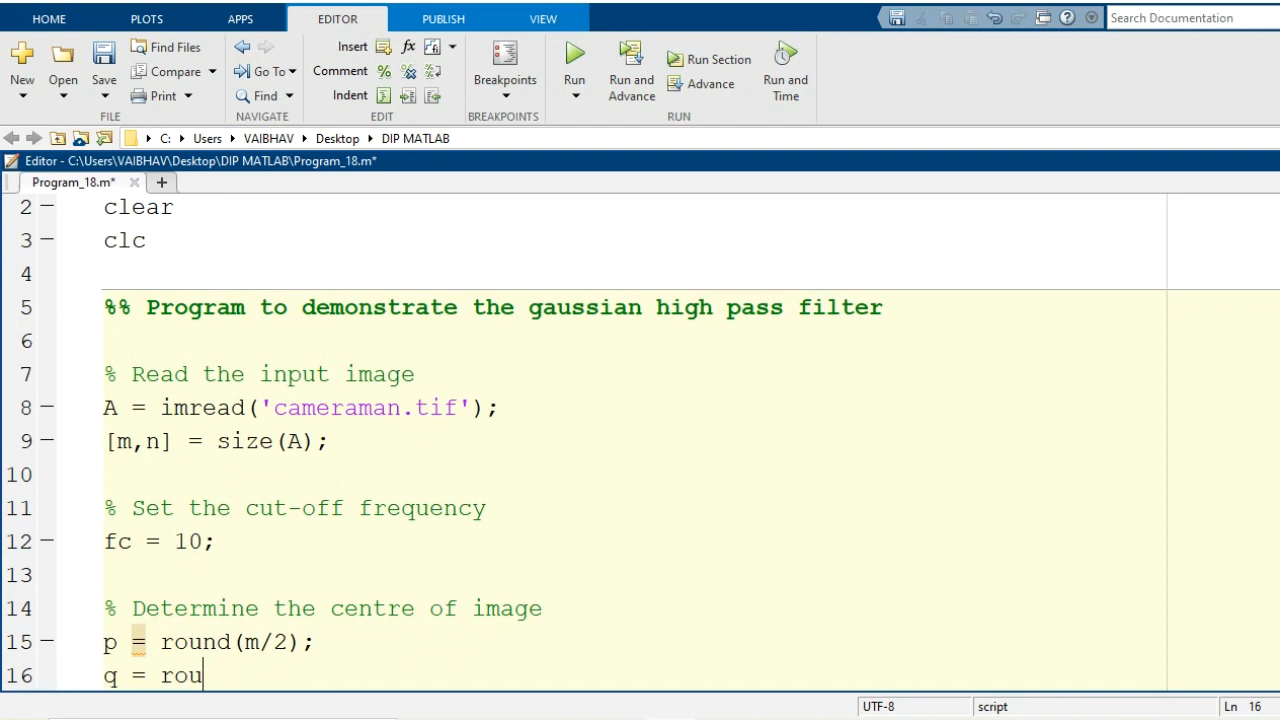 HOME PLOTS APPS EDITOR PUBLISH VIEW Search Documentation
New Open Save Find Files Compare Print FILE
Go To Find NAVIGATE
Insert fx Comment % Indent EDIT
Breakpoints BREAKPOINTS
Run Run and Advance Run Section Advance Run and Time RUN
C: Users VAIBHAV Desktop DIP MATLAB
Editor - C:\Users\VAIBHAV\Desktop\DIP MATLAB\Program_18.m*
Program_18.m* × +
2 – clear
3 – clc
4
5 %% Program to demonstrate the gaussian high pass filter
6
7 % Read the input image
8 – A = imread('cameraman.tif');
9 – [m,n] = size(A);
10
11 % Set the cut-off frequency
12 – fc = 10;
13
14 % Determine the centre of image
15 – p = round(m/2);
16 q = rou
UTF-8 script Ln 16